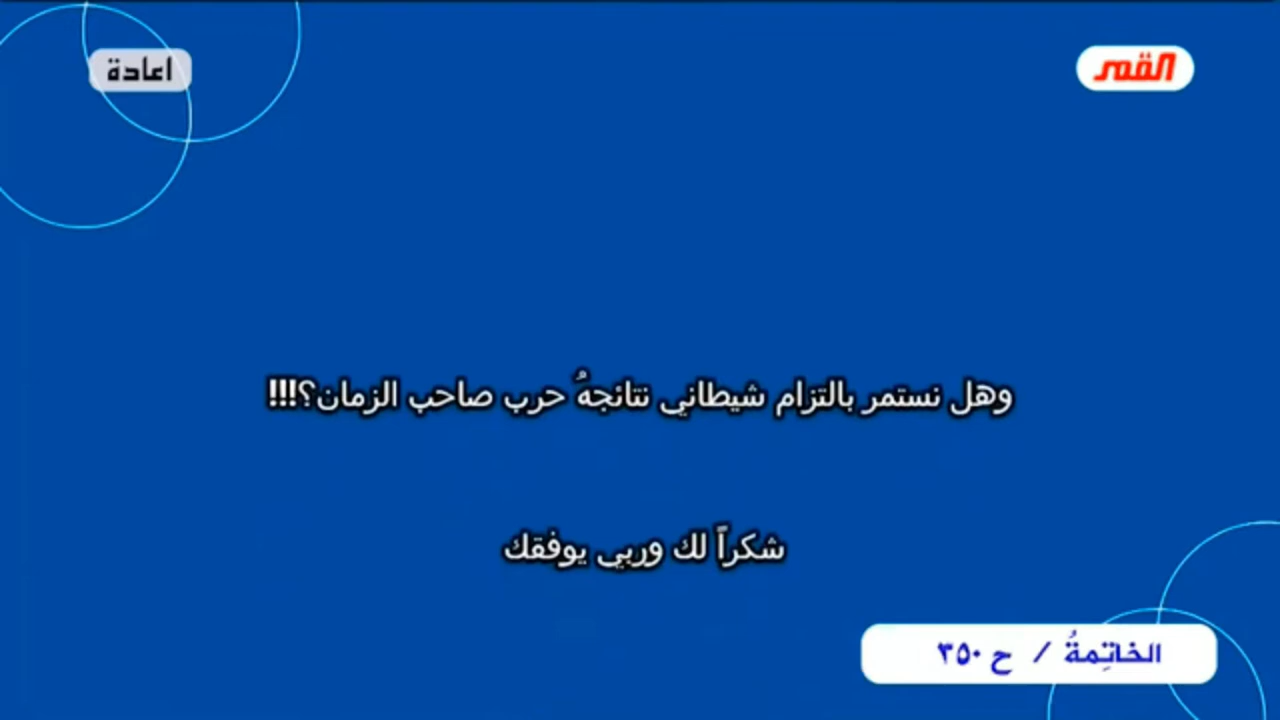 القمر
اعادة
وهل نستمر بالتزام شيطاني نتائجهُ حرب صاحب الزمان؟!!!
شكراً لك وربي يوفقك
الخاتِمةُ / ح ٣٥٠